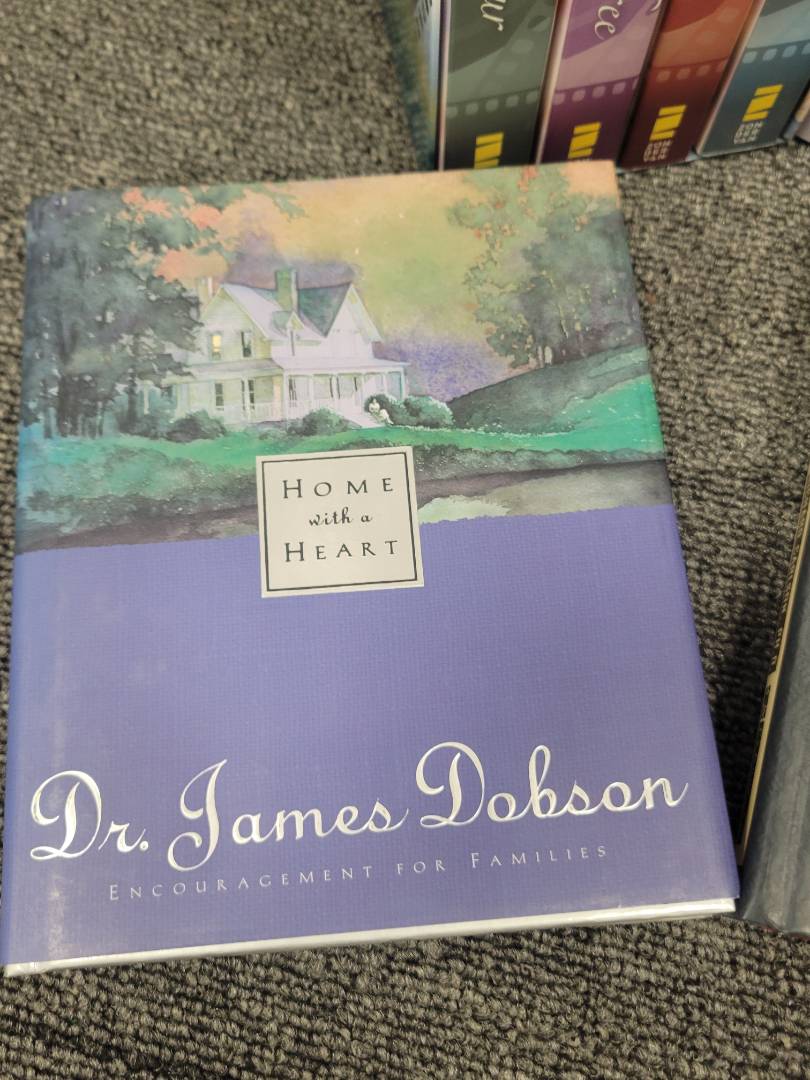 HOME
with a
HEART
Dr. James Dobson
ENCOURAGEMENT FOR FAMILIES